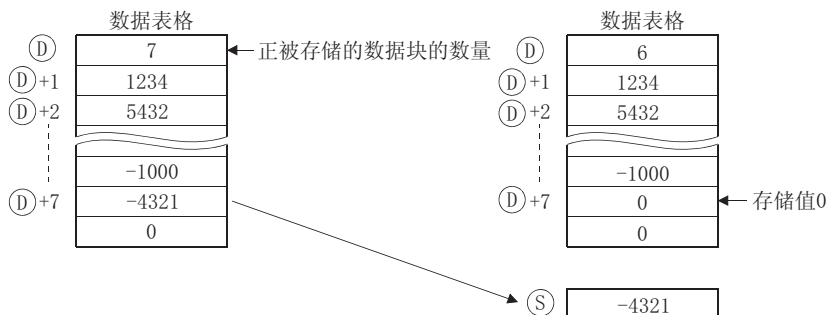 数据表格
D 7 正被存储的数据块的数量
D+1 1234
D+2 5432
-1000
D+7 -4321
0
数据表格
D 6
D+1 1234
D+2 5432
-1000
D+7 0 存储值0
0
S -4321